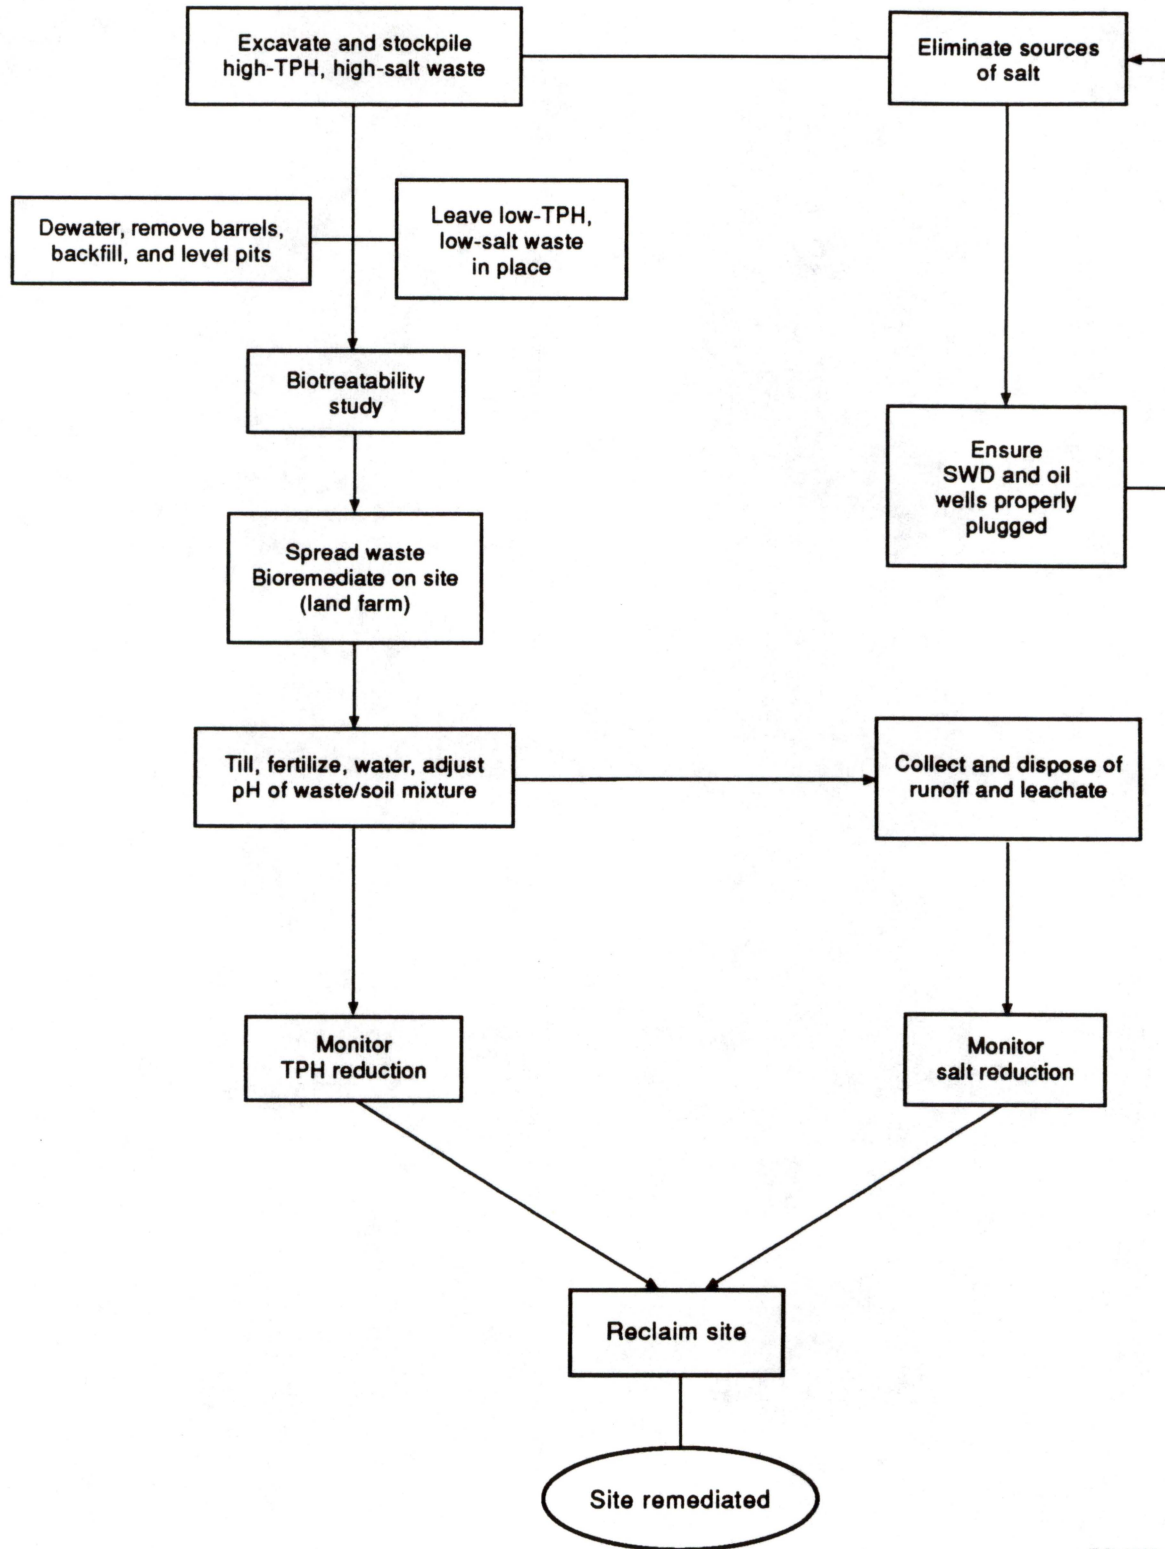 Excavate and stockpile
high-TPH, high-salt waste
Eliminate sources
of salt
Dewater, remove barrels,
backfill, and level pits
Leave low-TPH,
low-salt waste
in place
Biotreatability
study
Ensure
SWD and oil
wells properly
plugged
Spread waste
Bioremediate on site
(land farm)
Till, fertilize, water, adjust
pH of waste/soil mixture
Collect and dispose of
runoff and leachate
Monitor
TPH reduction
Monitor
salt reduction
Reclaim site
Site remediated